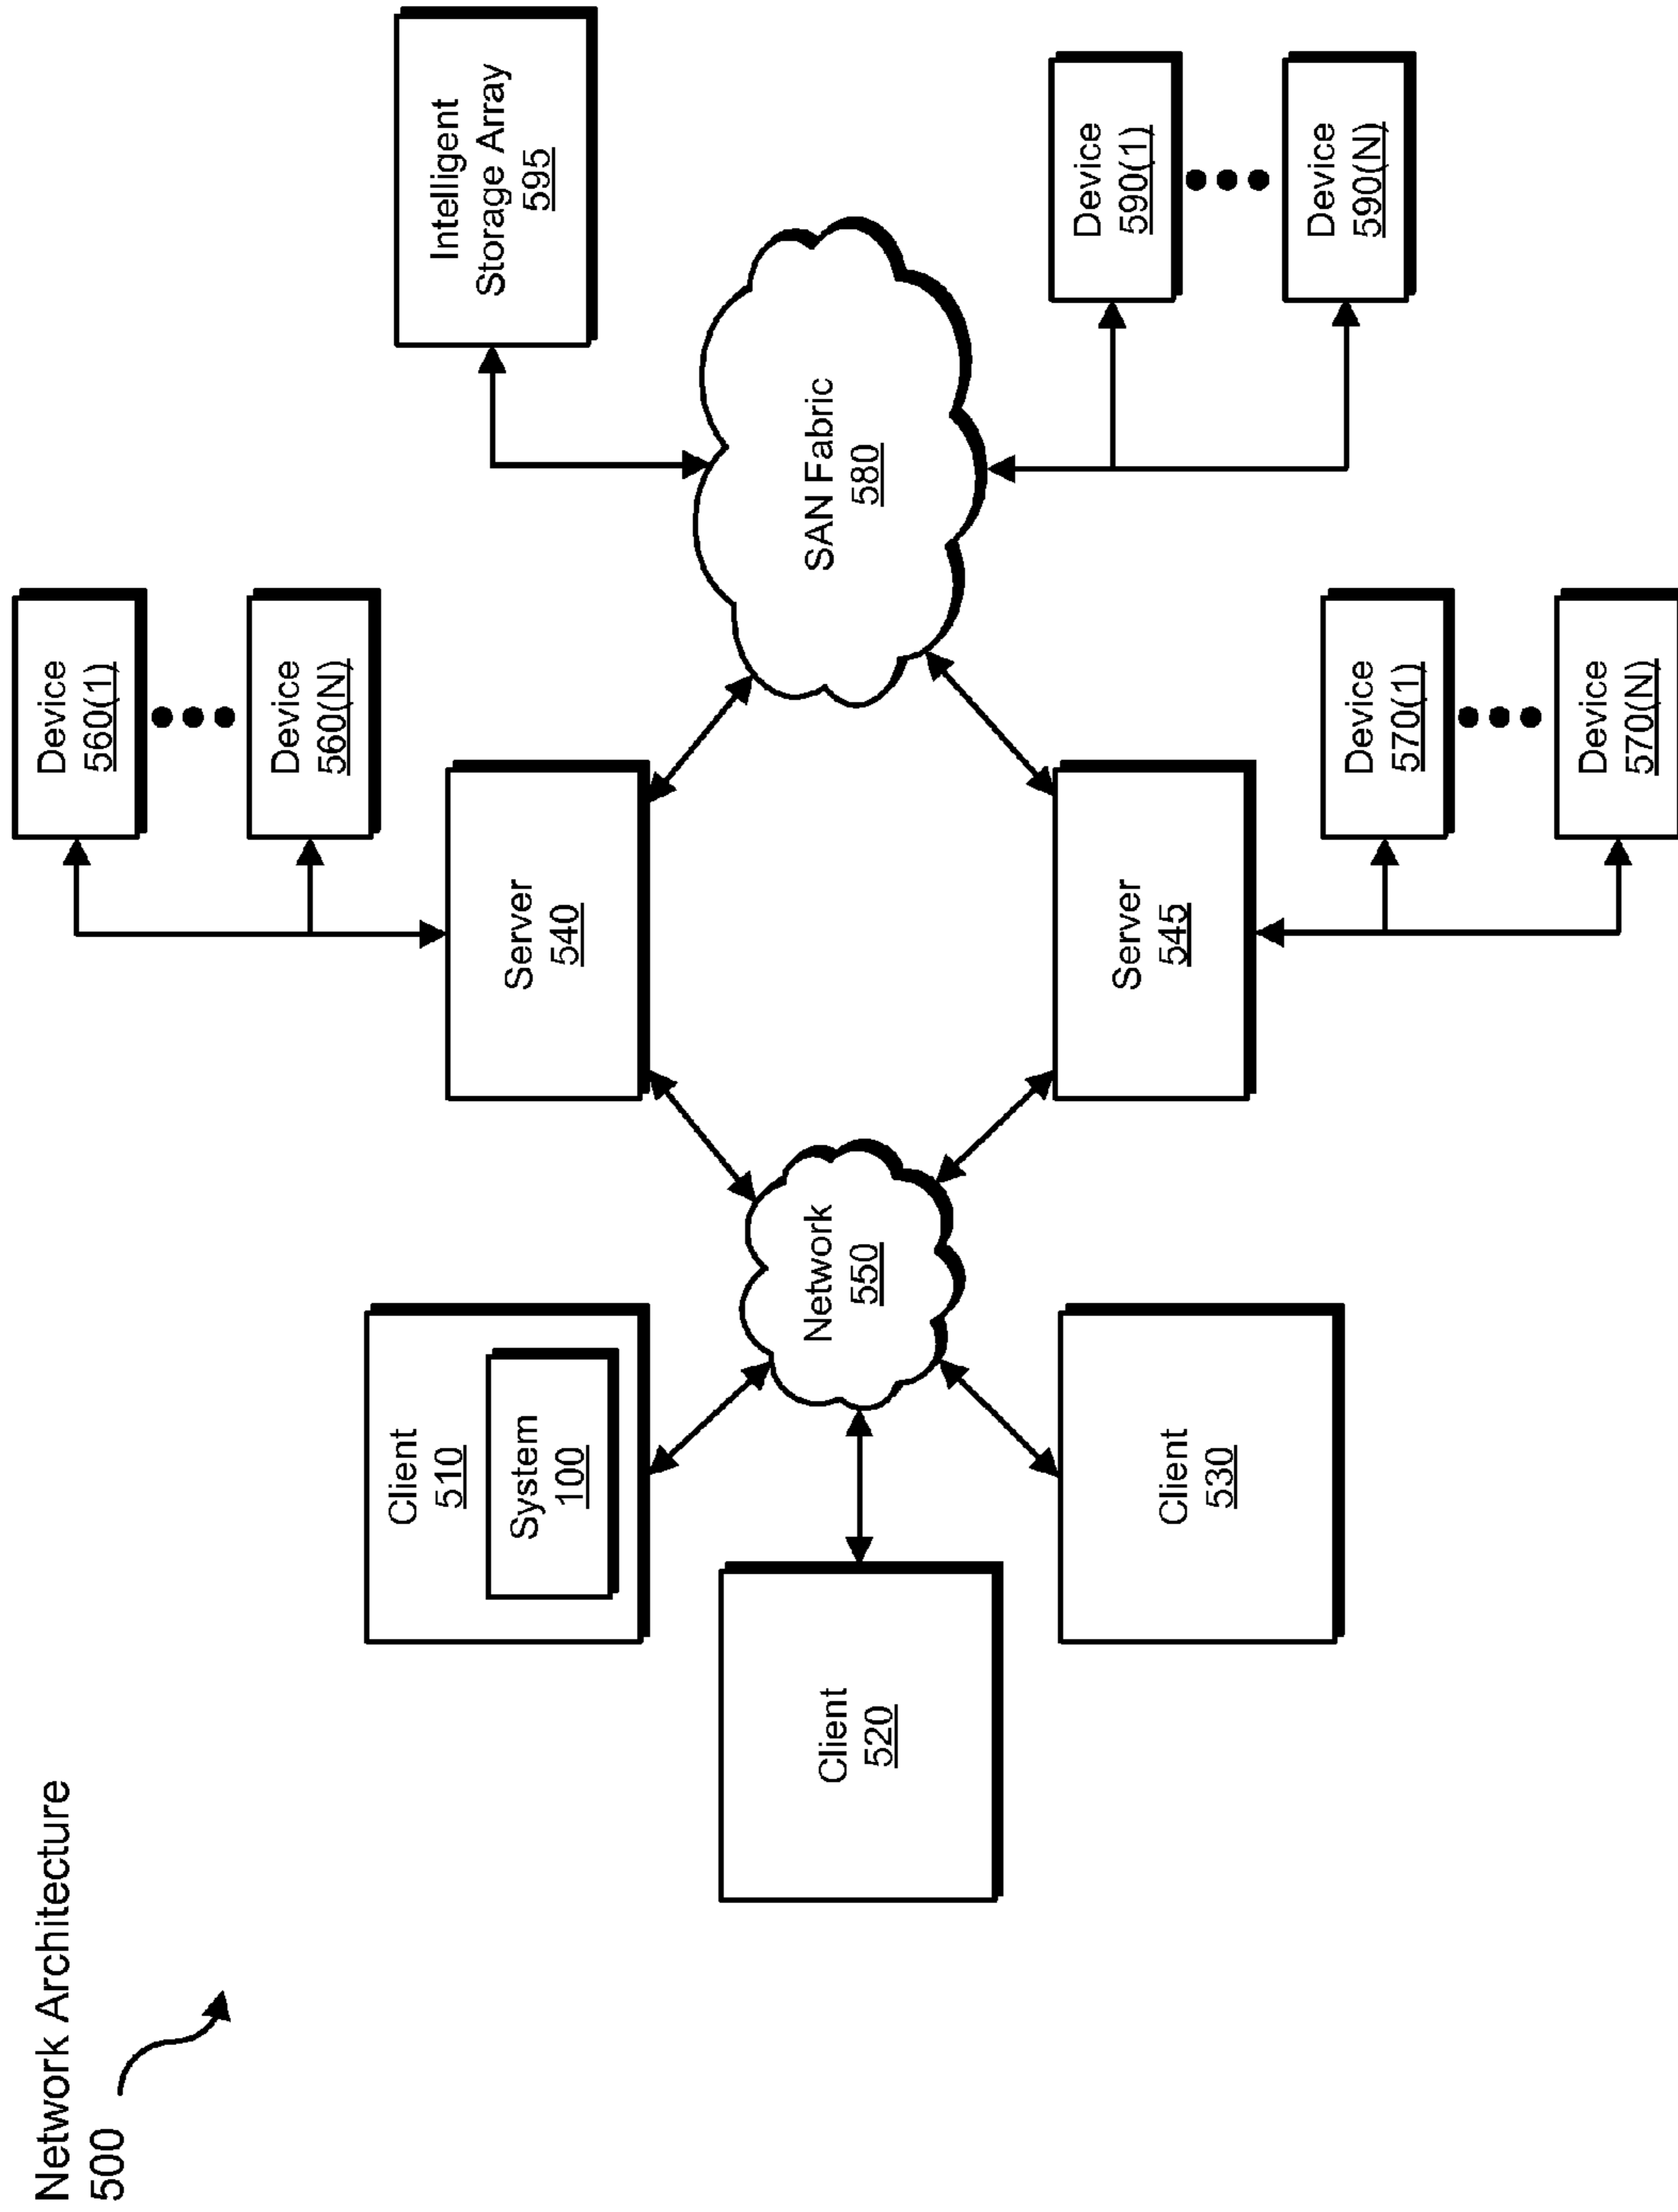 Network Architecture
500
Device
560(1)
Device
560(N)
Intelligent
Storage Array
595
Client
510
System
100
Server
540
Client
520
Network
550
SAN Fabric
580
Client
530
Server
545
Device
590(1)
Device
590(N)
Device
570(1)
Device
570(N)